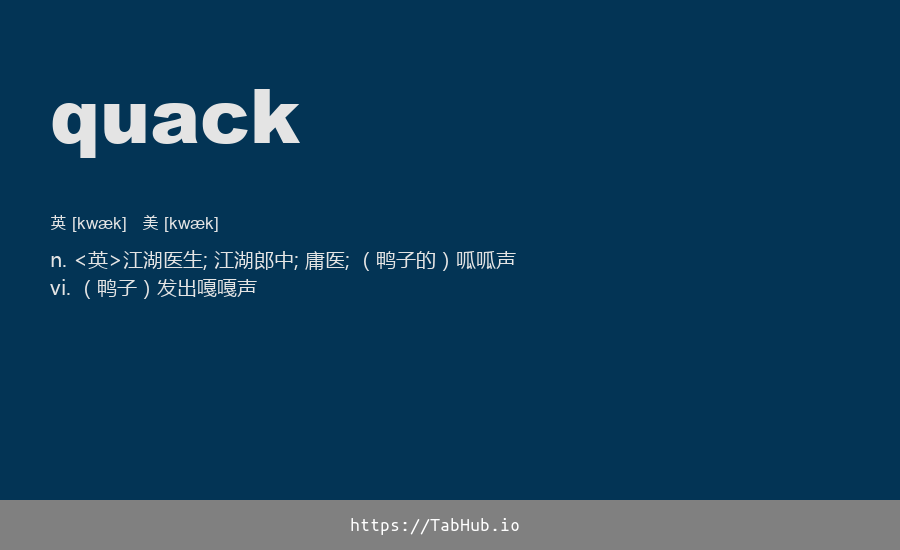 quack
英 [kwæk] 美 [kwæk]
n. <英>江湖医生; 江湖郎中; 庸医; （鸭子的）呱呱声
vi. （鸭子）发出嘎嘎声
https://TabHub.io